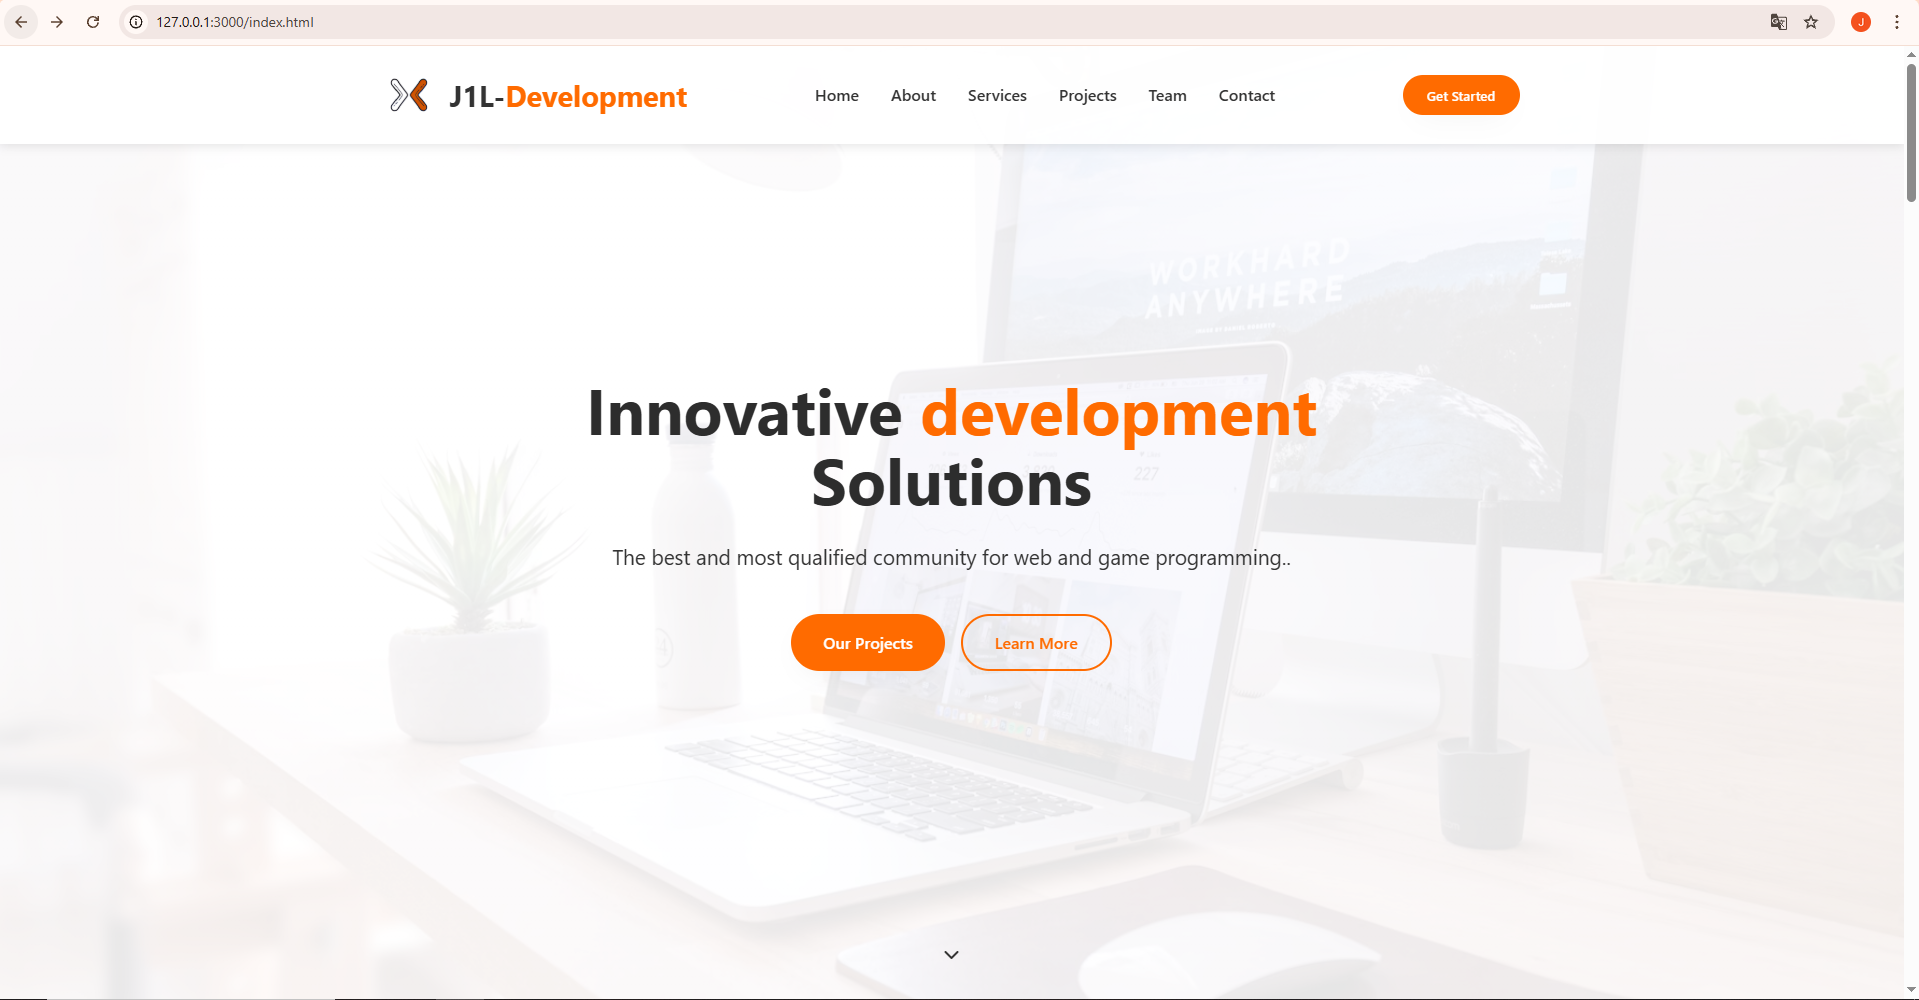 127.0.0.1:3000/index.html
J
J1L-Development
Home About Services Projects Team Contact
Get Started
WORKHARD
ANYWHERE
Innovative development
Solutions
227
The best and most qualified community for web and game programming..
Our Projects
Learn More